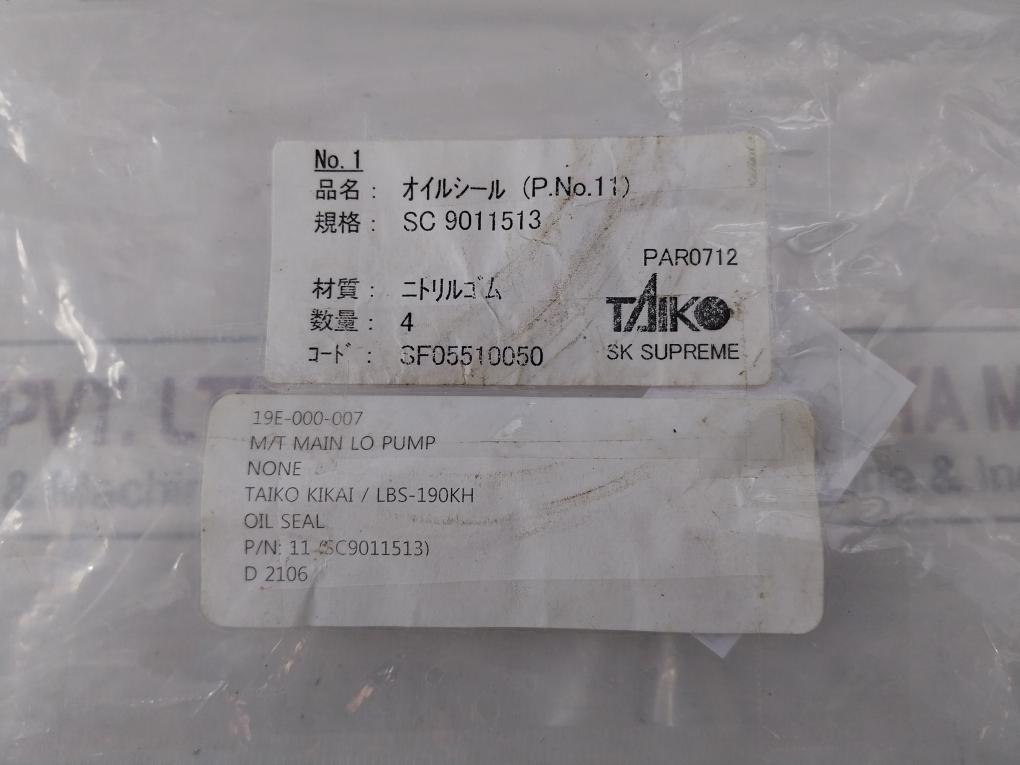 No. 1
品名： オイルシール (P.No.11)
規格： SC 9011513
PAR0712
材質： ニトリルゴム
TAIKO
数量： 4
SK SUPREME
コード： SF05510050
19E-000-007
M/T MAIN LO PUMP
NONE
TAIKO KIKAI / LBS-190KH
OIL SEAL
P/N: 11 (SC9011513)
D 2106